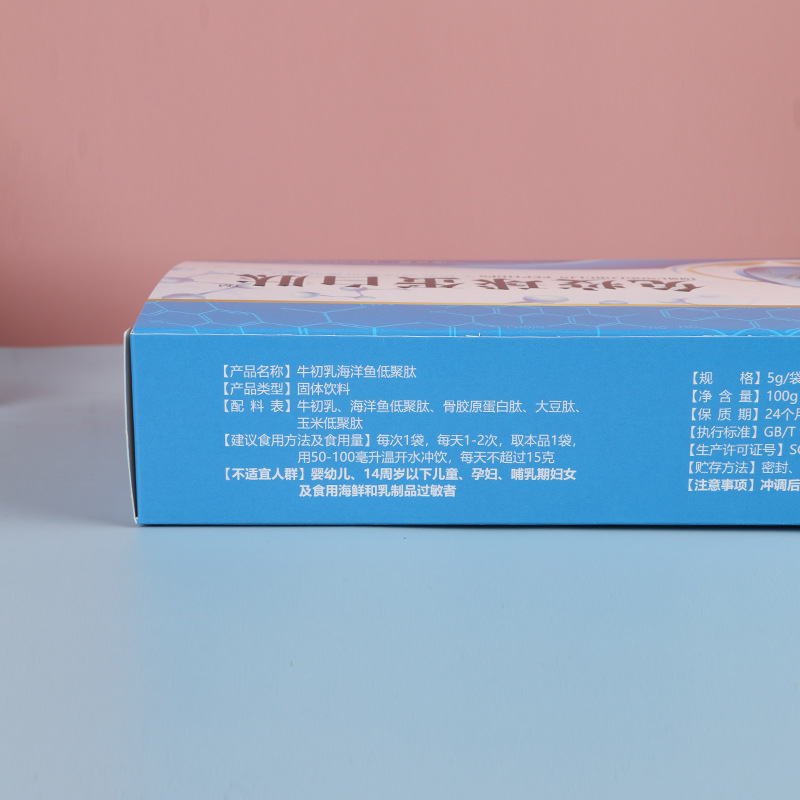 免疫球蛋白肽
【产品名称】牛初乳海洋鱼低聚肽
【产品类型】固体饮料
【配 料 表】牛初乳、海洋鱼低聚肽、骨胶原蛋白肽、大豆肽、
玉米低聚肽
【建议食用方法及食用量】每次1袋，每天1-2次，取本品1袋，
用50-100毫升温开水冲饮，每天不超过15克
【不适宜人群】婴幼儿、14周岁以下儿童、孕妇、哺乳期妇女
及食用海鲜和乳制品过敏者
【规 格】5g/袋
【净 含 量】100g
【保 质 期】24个月
【执行标准】GB/T
【生产许可证号】SC
【贮存方法】密封、
【注意事项】冲调后